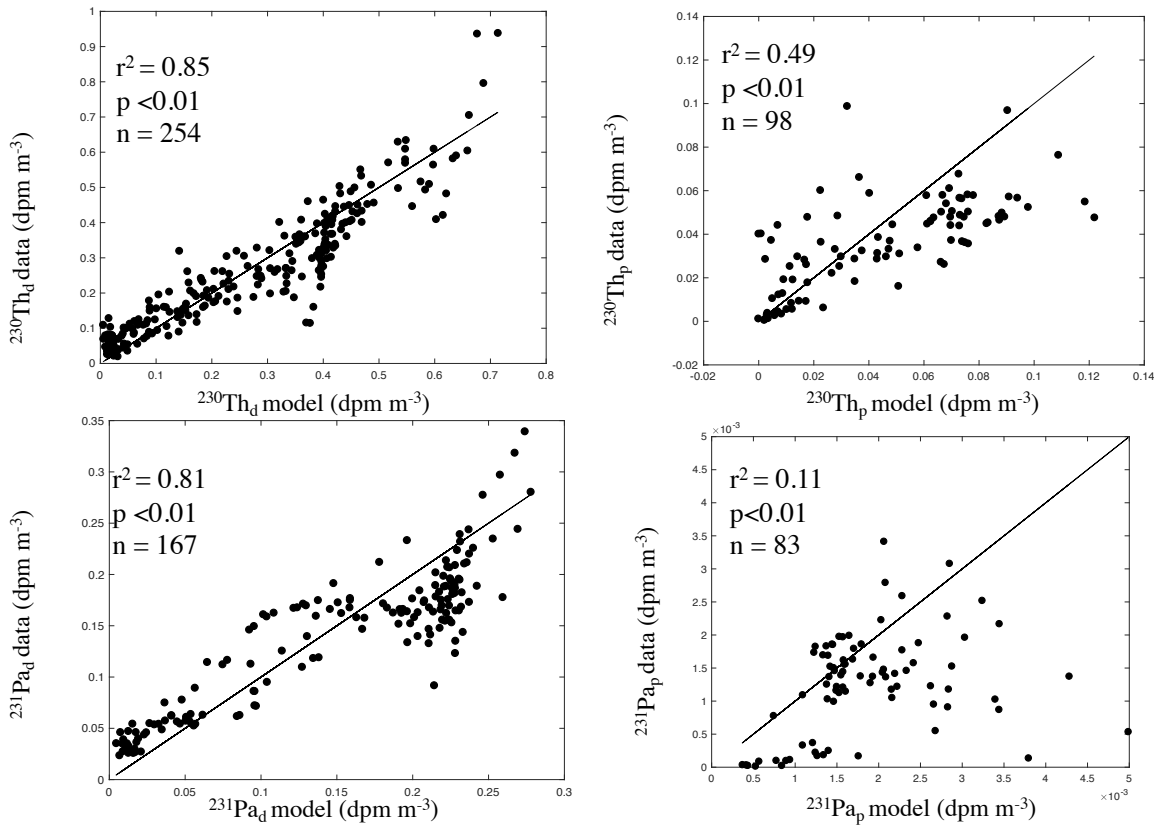 1
0.9
0.8
0.7
0.6
0.5
0.4
0.3
0.2
0.1
0
r² = 0.85
p <0.01
n = 254
²³⁰Th_d data (dpm m⁻³)
0 0.1 0.2 0.3 0.4 0.5 0.6 0.7 0.8
²³⁰Th_d model (dpm m⁻³)
0.14
0.12
0.1
0.08
0.06
0.04
0.02
0
-0.02
r² = 0.49
p <0.01
n = 98
²³⁰Th_p data (dpm m⁻³)
-0.02 0 0.02 0.04 0.06 0.08 0.1 0.12 0.14
²³⁰Th_p model (dpm m⁻³)
0.35
0.3
0.25
0.2
0.15
0.1
0.05
0
r² = 0.81
p <0.01
n = 167
²³¹Pa_d data (dpm m⁻³)
0 0.05 0.1 0.15 0.2 0.25 0.3
²³¹Pa_d model (dpm m⁻³)
×10⁻³
5
4.5
4
3.5
3
2.5
2
1.5
1
0.5
0
r² = 0.11
p<0.01
n = 83
²³¹Pa_p data (dpm m⁻³)
0 0.5 1 1.5 2 2.5 3 3.5 4 4.5 5
×10⁻³
²³¹Pa_p model (dpm m⁻³)